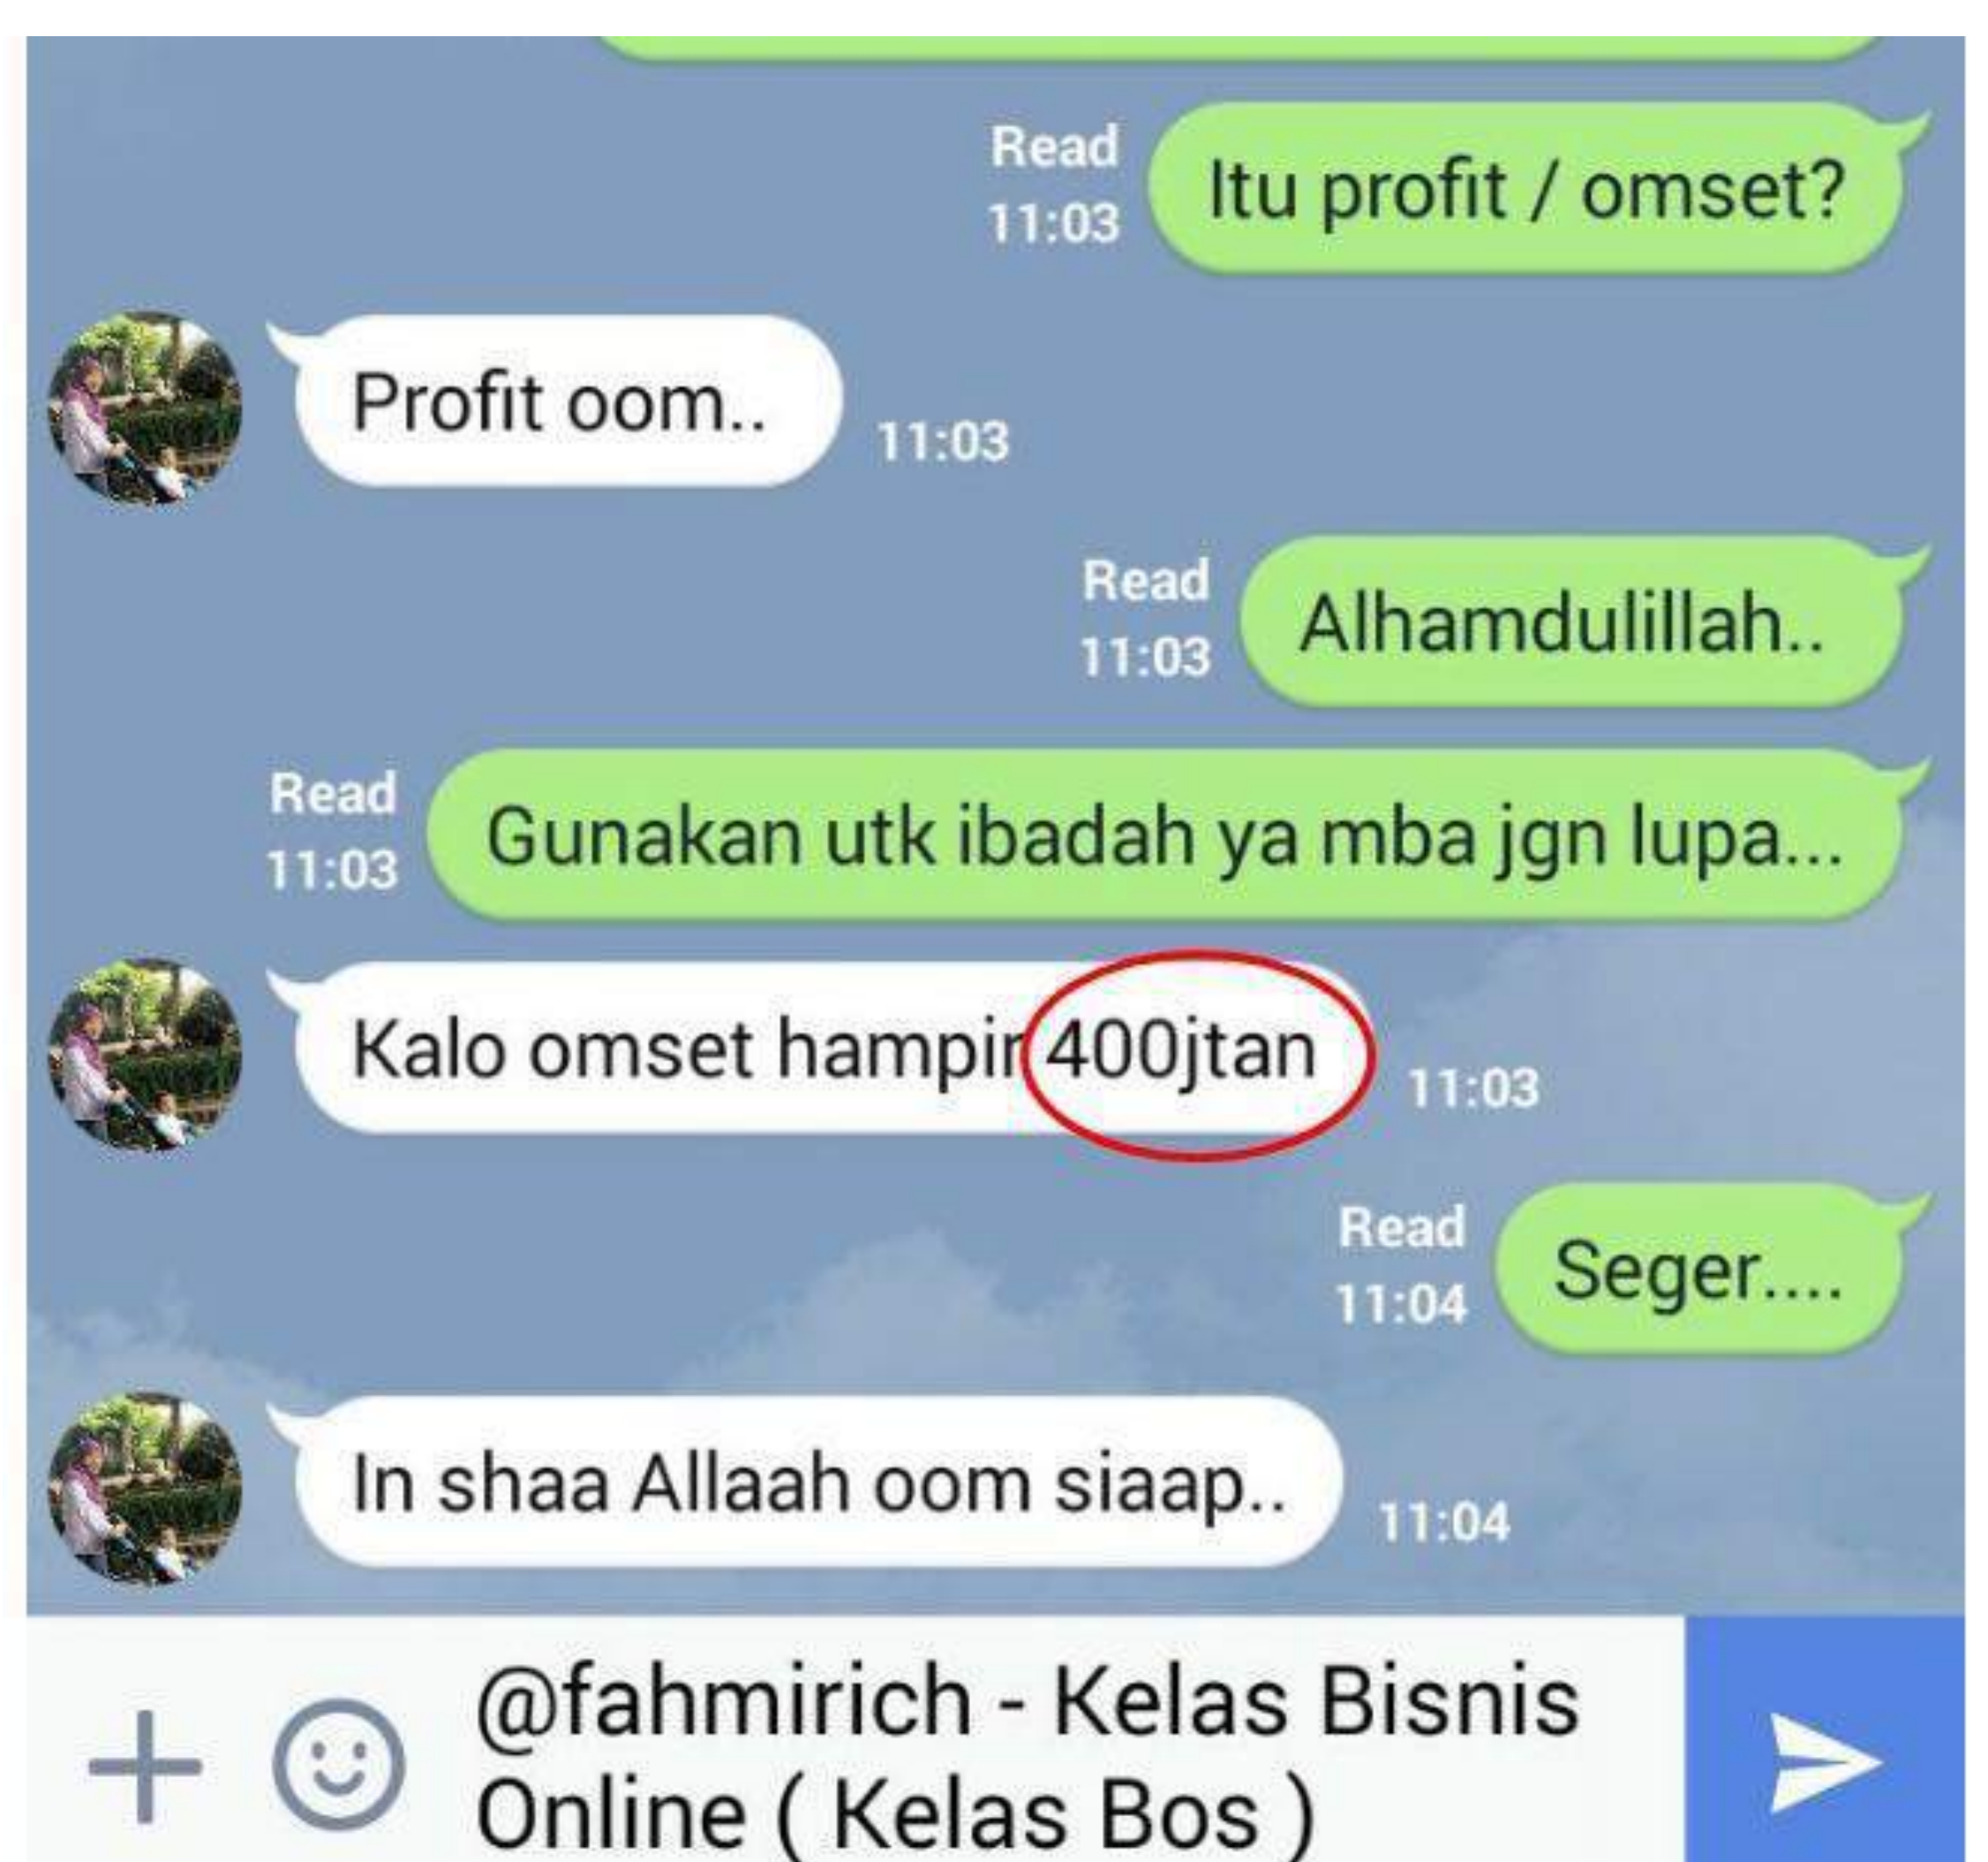 Read
11:03
Itu profit / omset?
Profit oom..
11:03
Read
11:03
Alhamdulillah..
Read
11:03
Gunakan utk ibadah ya mba jgn lupa...
Kalo omset hampir 400jtan
11:03
Read
11:04
Seger....
In shaa Allaah oom siaap..
11:04
@fahmirich - Kelas Bisnis
Online ( Kelas Bos )